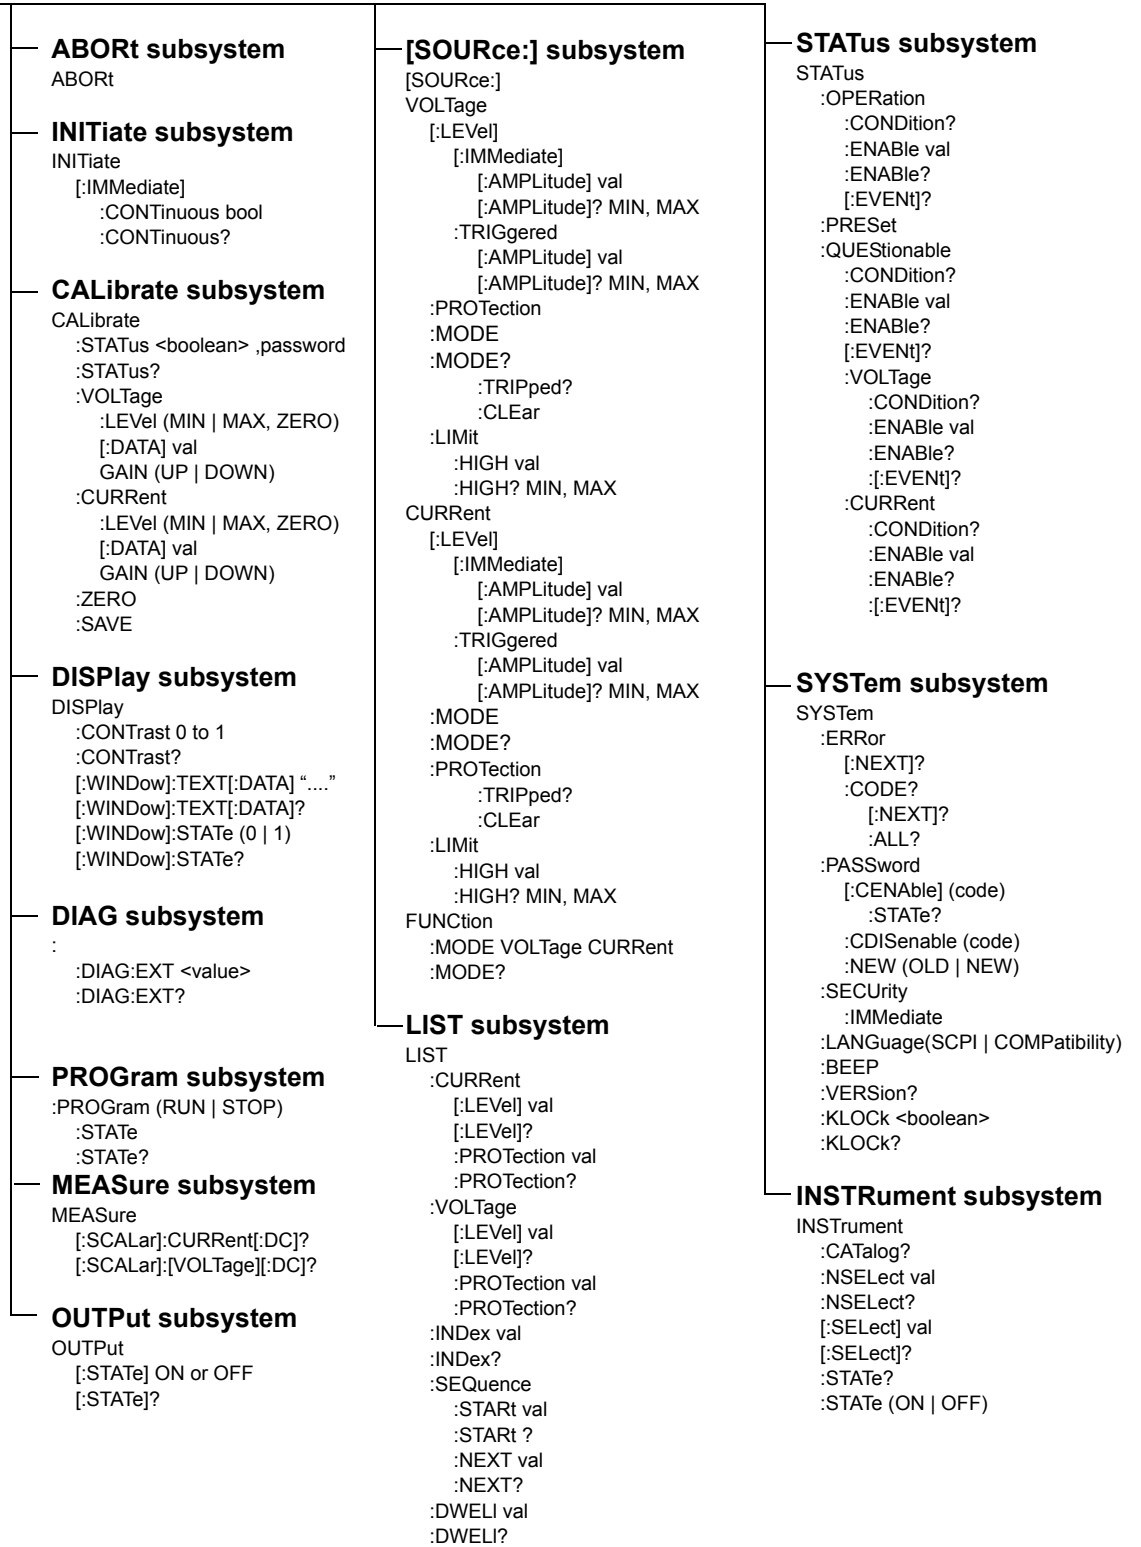 ABORt subsystem
ABORt
INITiate subsystem
INITiate
[:IMMediate]
:CONTinuous bool
:CONTinuous?
CALibrate subsystem
CALibrate
:STATus <boolean> ,password
:STATus?
:VOLTage
:LEVel (MIN | MAX, ZERO)
[:DATA] val
GAIN (UP | DOWN)
:CURRent
:LEVel (MIN | MAX, ZERO)
[:DATA] val
GAIN (UP | DOWN)
:ZERO
:SAVE
DISPlay subsystem
DISPlay
:CONTrast 0 to 1
:CONTrast?
[:WINDow]:TEXT[:DATA] “....”
[:WINDow]:TEXT[:DATA]?
[:WINDow]:STATe (0 | 1)
[:WINDow]:STATe?
DIAG subsystem
:
:DIAG:EXT <value>
:DIAG:EXT?
PROGram subsystem
:PROGram (RUN | STOP)
:STATe
:STATe?
MEASure subsystem
MEASure
[:SCALar]:CURRent[:DC]?
[:SCALar]:[VOLTage][:DC]?
OUTPut subsystem
OUTPut
[:STATe] ON or OFF
[:STATe]?
[SOURce:] subsystem
[SOURce:]
VOLTage
[:LEVel]
[:IMMediate]
[:AMPLitude] val
[:AMPLitude]? MIN, MAX
:TRIGgered
[:AMPLitude] val
[:AMPLitude]? MIN, MAX
:PROTection
:MODE
:MODE?
:TRIPped?
:CLEar
:LIMit
:HIGH val
:HIGH? MIN, MAX
CURRent
[:LEVel]
[:IMMediate]
[:AMPLitude] val
[:AMPLitude]? MIN, MAX
:TRIGgered
[:AMPLitude] val
[:AMPLitude]? MIN, MAX
:MODE
:MODE?
:PROTection
:TRIPped?
:CLEar
:LIMit
:HIGH val
:HIGH? MIN, MAX
FUNCtion
:MODE VOLTage CURRent
:MODE?
LIST subsystem
LIST
:CURRent
[:LEVel] val
[:LEVel]?
:PROTection val
:PROTection?
:VOLTage
[:LEVel] val
[:LEVel]?
:PROTection val
:PROTection?
:INDex val
:INDex?
:SEQuence
:STARt val
:STARt ?
:NEXT val
:NEXT?
:DWELl val
:DWELl?
STATus subsystem
STATus
:OPERation
:CONDition?
:ENABle val
:ENABle?
[:EVENt]?
:PRESet
:QUEStionable
:CONDition?
:ENABle val
:ENABle?
[:EVENt]?
:VOLTage
:CONDition?
:ENABle val
:ENABle?
:[:EVENt]?
:CURRent
:CONDition?
:ENABle val
:ENABle?
:[:EVENt]?
SYSTem subsystem
SYSTem
:ERRor
[:NEXT]?
:CODE?
[:NEXT]?
:ALL?
:PASSword
[:CENAble] (code)
:STATe?
:CDISenable (code)
:NEW (OLD | NEW)
:SECUrity
:IMMediate
:LANGuage(SCPI | COMPatibility)
:BEEP
:VERSion?
:KLOCk <boolean>
:KLOCk?
INSTRument subsystem
INSTrument
:CATalog?
:NSELect val
:NSELect?
[:SELect] val
[:SELect]?
:STATe?
:STATe (ON | OFF)